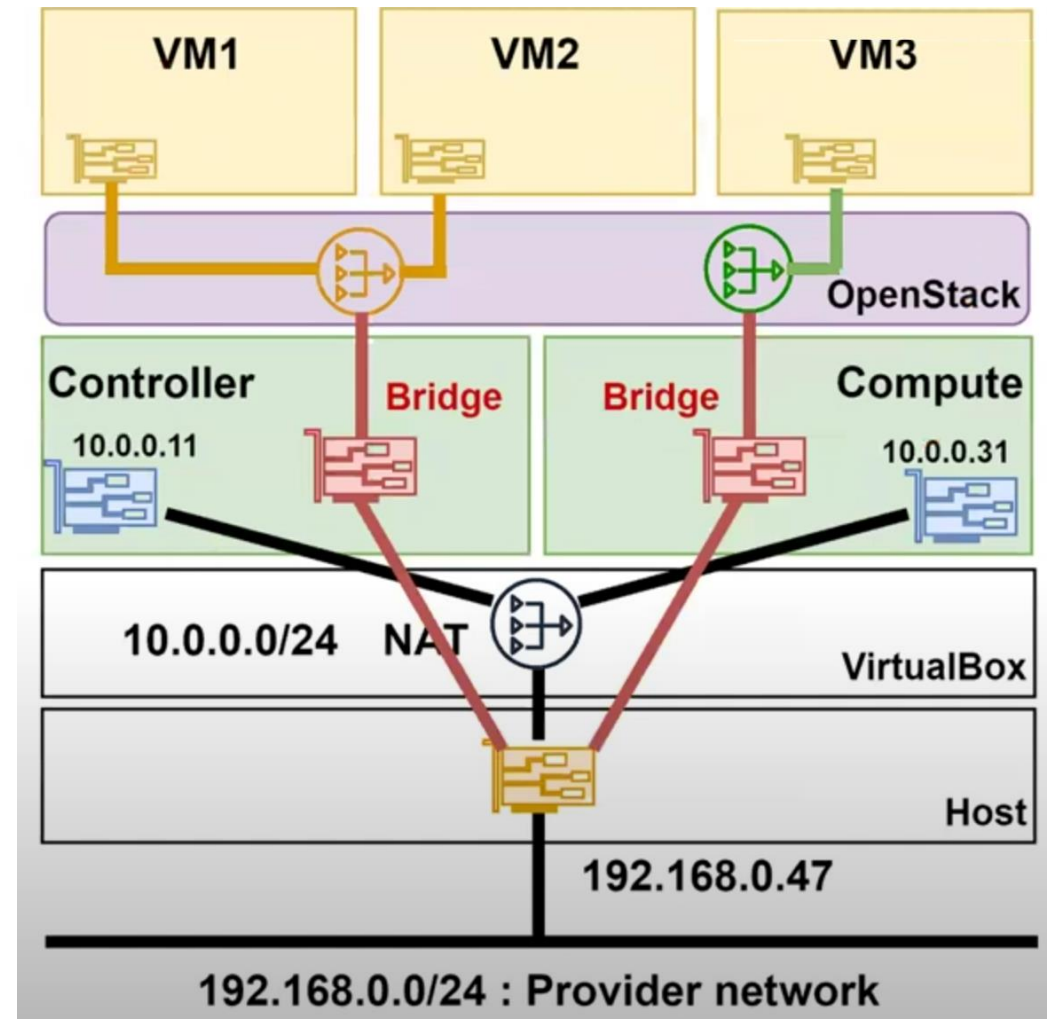 VM1
VM2
VM3
OpenStack
Controller
Bridge
Bridge
Compute
10.0.0.11
10.0.0.31
10.0.0.0/24 NAT
VirtualBox
Host
192.168.0.47
192.168.0.0/24 : Provider network